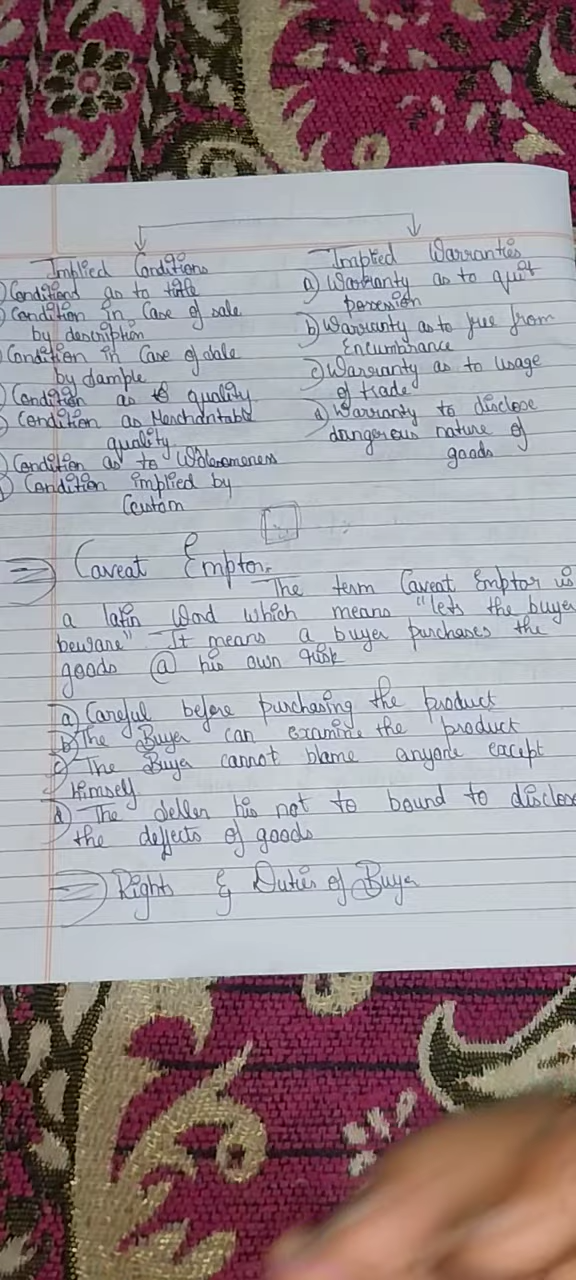 Implied Conditions
Condition as to title
Condition in Case of sale
by description
Condition in Case of sale
by sample
Condition as to quality
Condition as Merchantable
quality
Condition as to Wholesomeness
Condition implied by
Custom
Implied Warranties
a) Warranty as to quit
possession
b) Warranty as to free from
Encumbrance
c) Warranty as to usage
of trade
d) Warranty to disclose
dangerous nature of
goods
Caveat Emptor
The term Caveat Emptor is
a latin Word which means "lets the buyer
beware" It means a buyer purchases the
goods @ his own risk
a) Careful before purchasing the product
b) The Buyer can examine the product
c) The Buyer cannot blame anyone except
himself
d) The seller his not to bound to disclose
the deffects of goods
Rights & Duties of Buyer